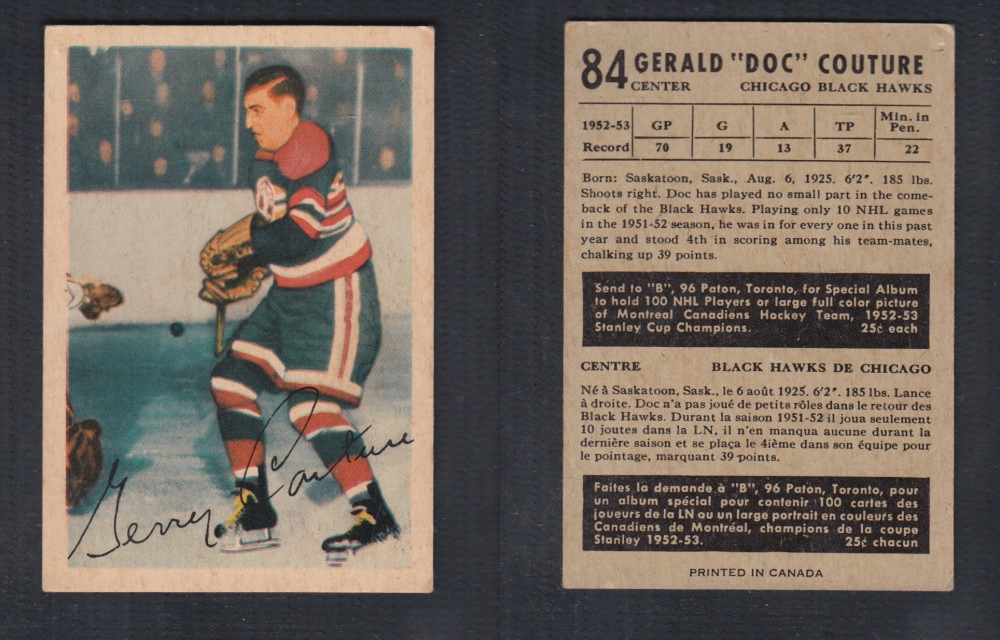 Gerry Couture
84 GERALD "DOC" COUTURE
CENTER CHICAGO BLACK HAWKS
1952-53 GP G A TP Min. in Pen.
Record 70 19 13 37 22
Born: Saskatoon, Sask., Aug. 6, 1925. 6'2". 185 lbs.
Shoots right. Doc has played no small part in the come-
back of the Black Hawks. Playing only 10 NHL games
in the 1951-52 season, he was in for every one in this past
year and stood 4th in scoring among his team-mates,
chalking up 39 points.
Send to "B", 96 Paton, Toronto, for Special Album
to hold 100 NHL Players or large full color picture
of Montreal Canadiens Hockey Team, 1952-53
Stanley Cup Champions. 25¢ each
CENTRE BLACK HAWKS DE CHICAGO
Né à Saskatoon, Sask., le 6 août 1925. 6'2". 185 lbs. Lance
à droite. Doc n'a pas joué de petits rôles dans le retour des
Black Hawks. Durant la saison 1951-52 il joua seulement
10 joutes dans la LN, il n'en manqua aucune durant la
dernière saison et se plaça le 4ième dans son équipe pour
le pointage, marquant 39 points.
Faites la demande à "B", 96 Paton, Toronto, pour
un album spécial pour contenir 100 cartes des
joueurs de la LN ou un large portrait en couleurs des
Canadiens de Montréal, champions de la coupe
Stanley 1952-53. 25¢ chacun
PRINTED IN CANADA